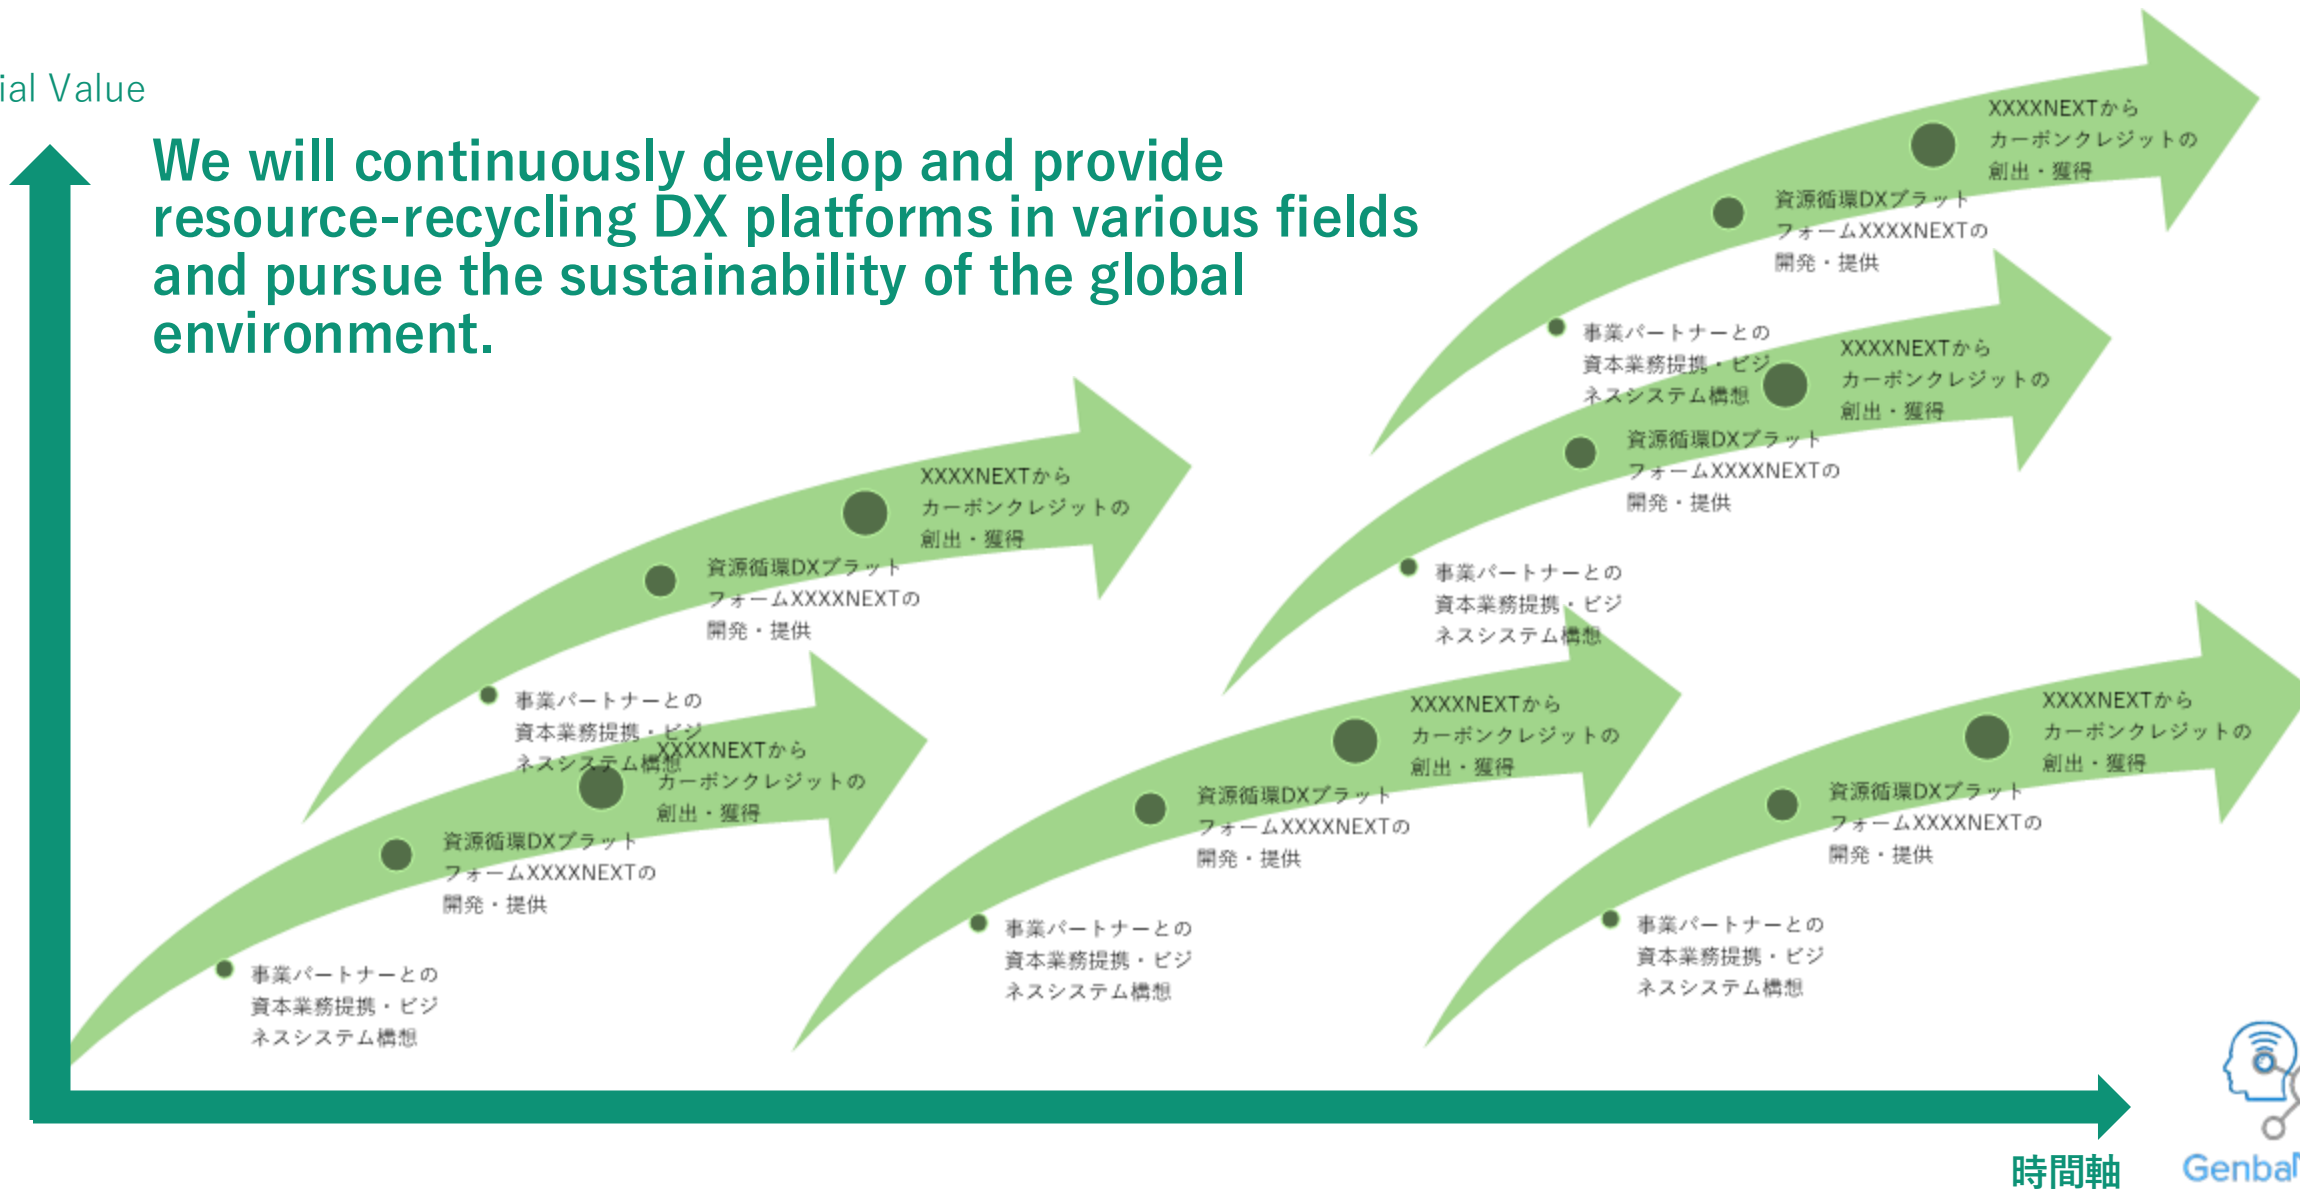 ial Value
We will continuously develop and provide
resource-recycling DX platforms in various fields
and pursue the sustainability of the global
environment.
XXXXNEXTから
カーボンクレジットの
創出・獲得
資源循環DXプラット
フォームXXXXNEXTの
開発・提供
事業パートナーとの
資本業務提携・ビジ
ネスシステム構想
XXXXNEXTから
カーボンクレジットの
創出・獲得
資源循環DXプラット
フォームXXXXNEXTの
開発・提供
事業パートナーとの
資本業務提携・ビジ
ネスシステム構想
XXXXNEXTから
カーボンクレジットの
創出・獲得
資源循環DXプラット
フォームXXXXNEXTの
開発・提供
事業パートナーとの
資本業務提携・ビジ
ネスシステム構想
XXXXNEXTから
カーボンクレジットの
創出・獲得
資源循環DXプラット
フォームXXXXNEXTの
開発・提供
事業パートナーとの
資本業務提携・ビジ
ネスシステム構想
XXXXNEXTから
カーボンクレジットの
創出・獲得
資源循環DXプラット
フォームXXXXNEXTの
開発・提供
事業パートナーとの
資本業務提携・ビジ
ネスシステム構想
XXXXNEXTから
カーボンクレジットの
創出・獲得
資源循環DXプラット
フォームXXXXNEXTの
開発・提供
事業パートナーとの
資本業務提携・ビジ
ネスシステム構想
時間軸
Genba